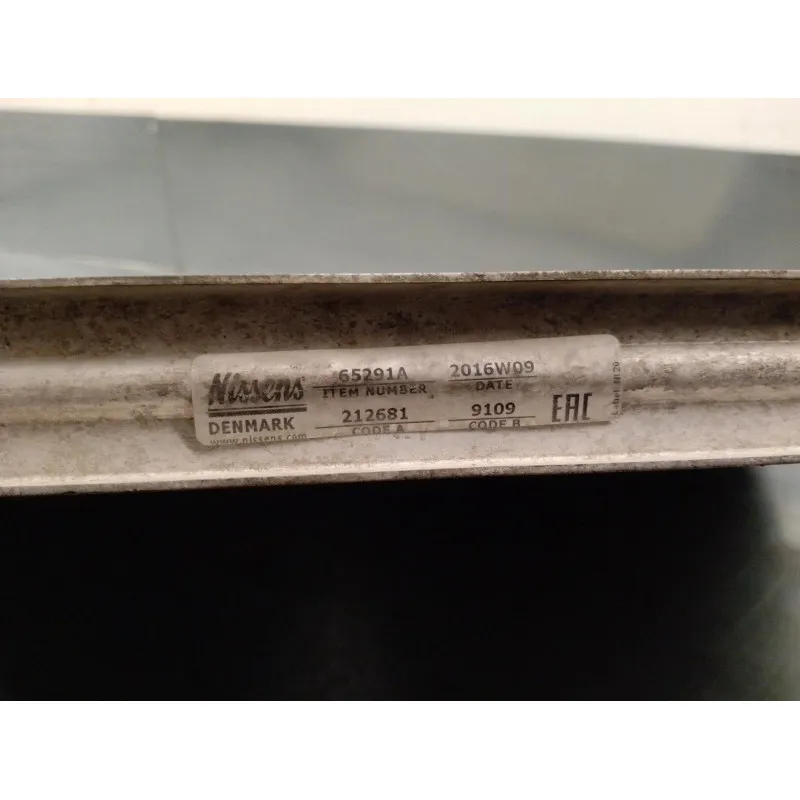 Nissens
DENMARK
www.nissens.com
65291A
ITEM NUMBER
2016W09
DATE
212681
CODE A
9109
CODE B
EAC